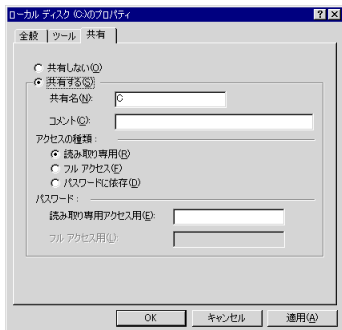 ローカル ディスク (C:)のプロパティ
全般 ツール 共有
共有しない(O)
共有する(S)
共有名(N): C
コメント(C):
アクセスの種類:
読み取り専用(R)
フル アクセス(F)
パスワードに依存(D)
パスワード:
読み取り専用アクセス用(E):
フル アクセス用(L):
OK キャンセル 適用(A)